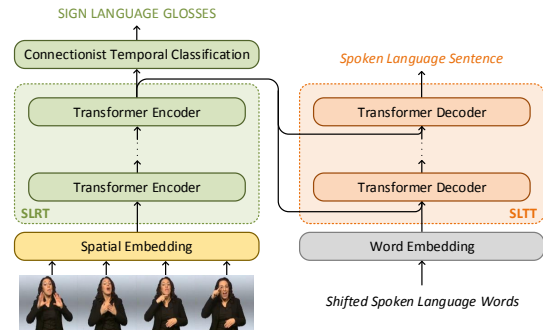 SIGN LANGUAGE GLOSSES
Connectionist Temporal Classification
Transformer Encoder
Transformer Encoder
SLRT
Spatial Embedding
Spoken Language Sentence
Transformer Decoder
Transformer Decoder
SLTT
Word Embedding
Shifted Spoken Language Words